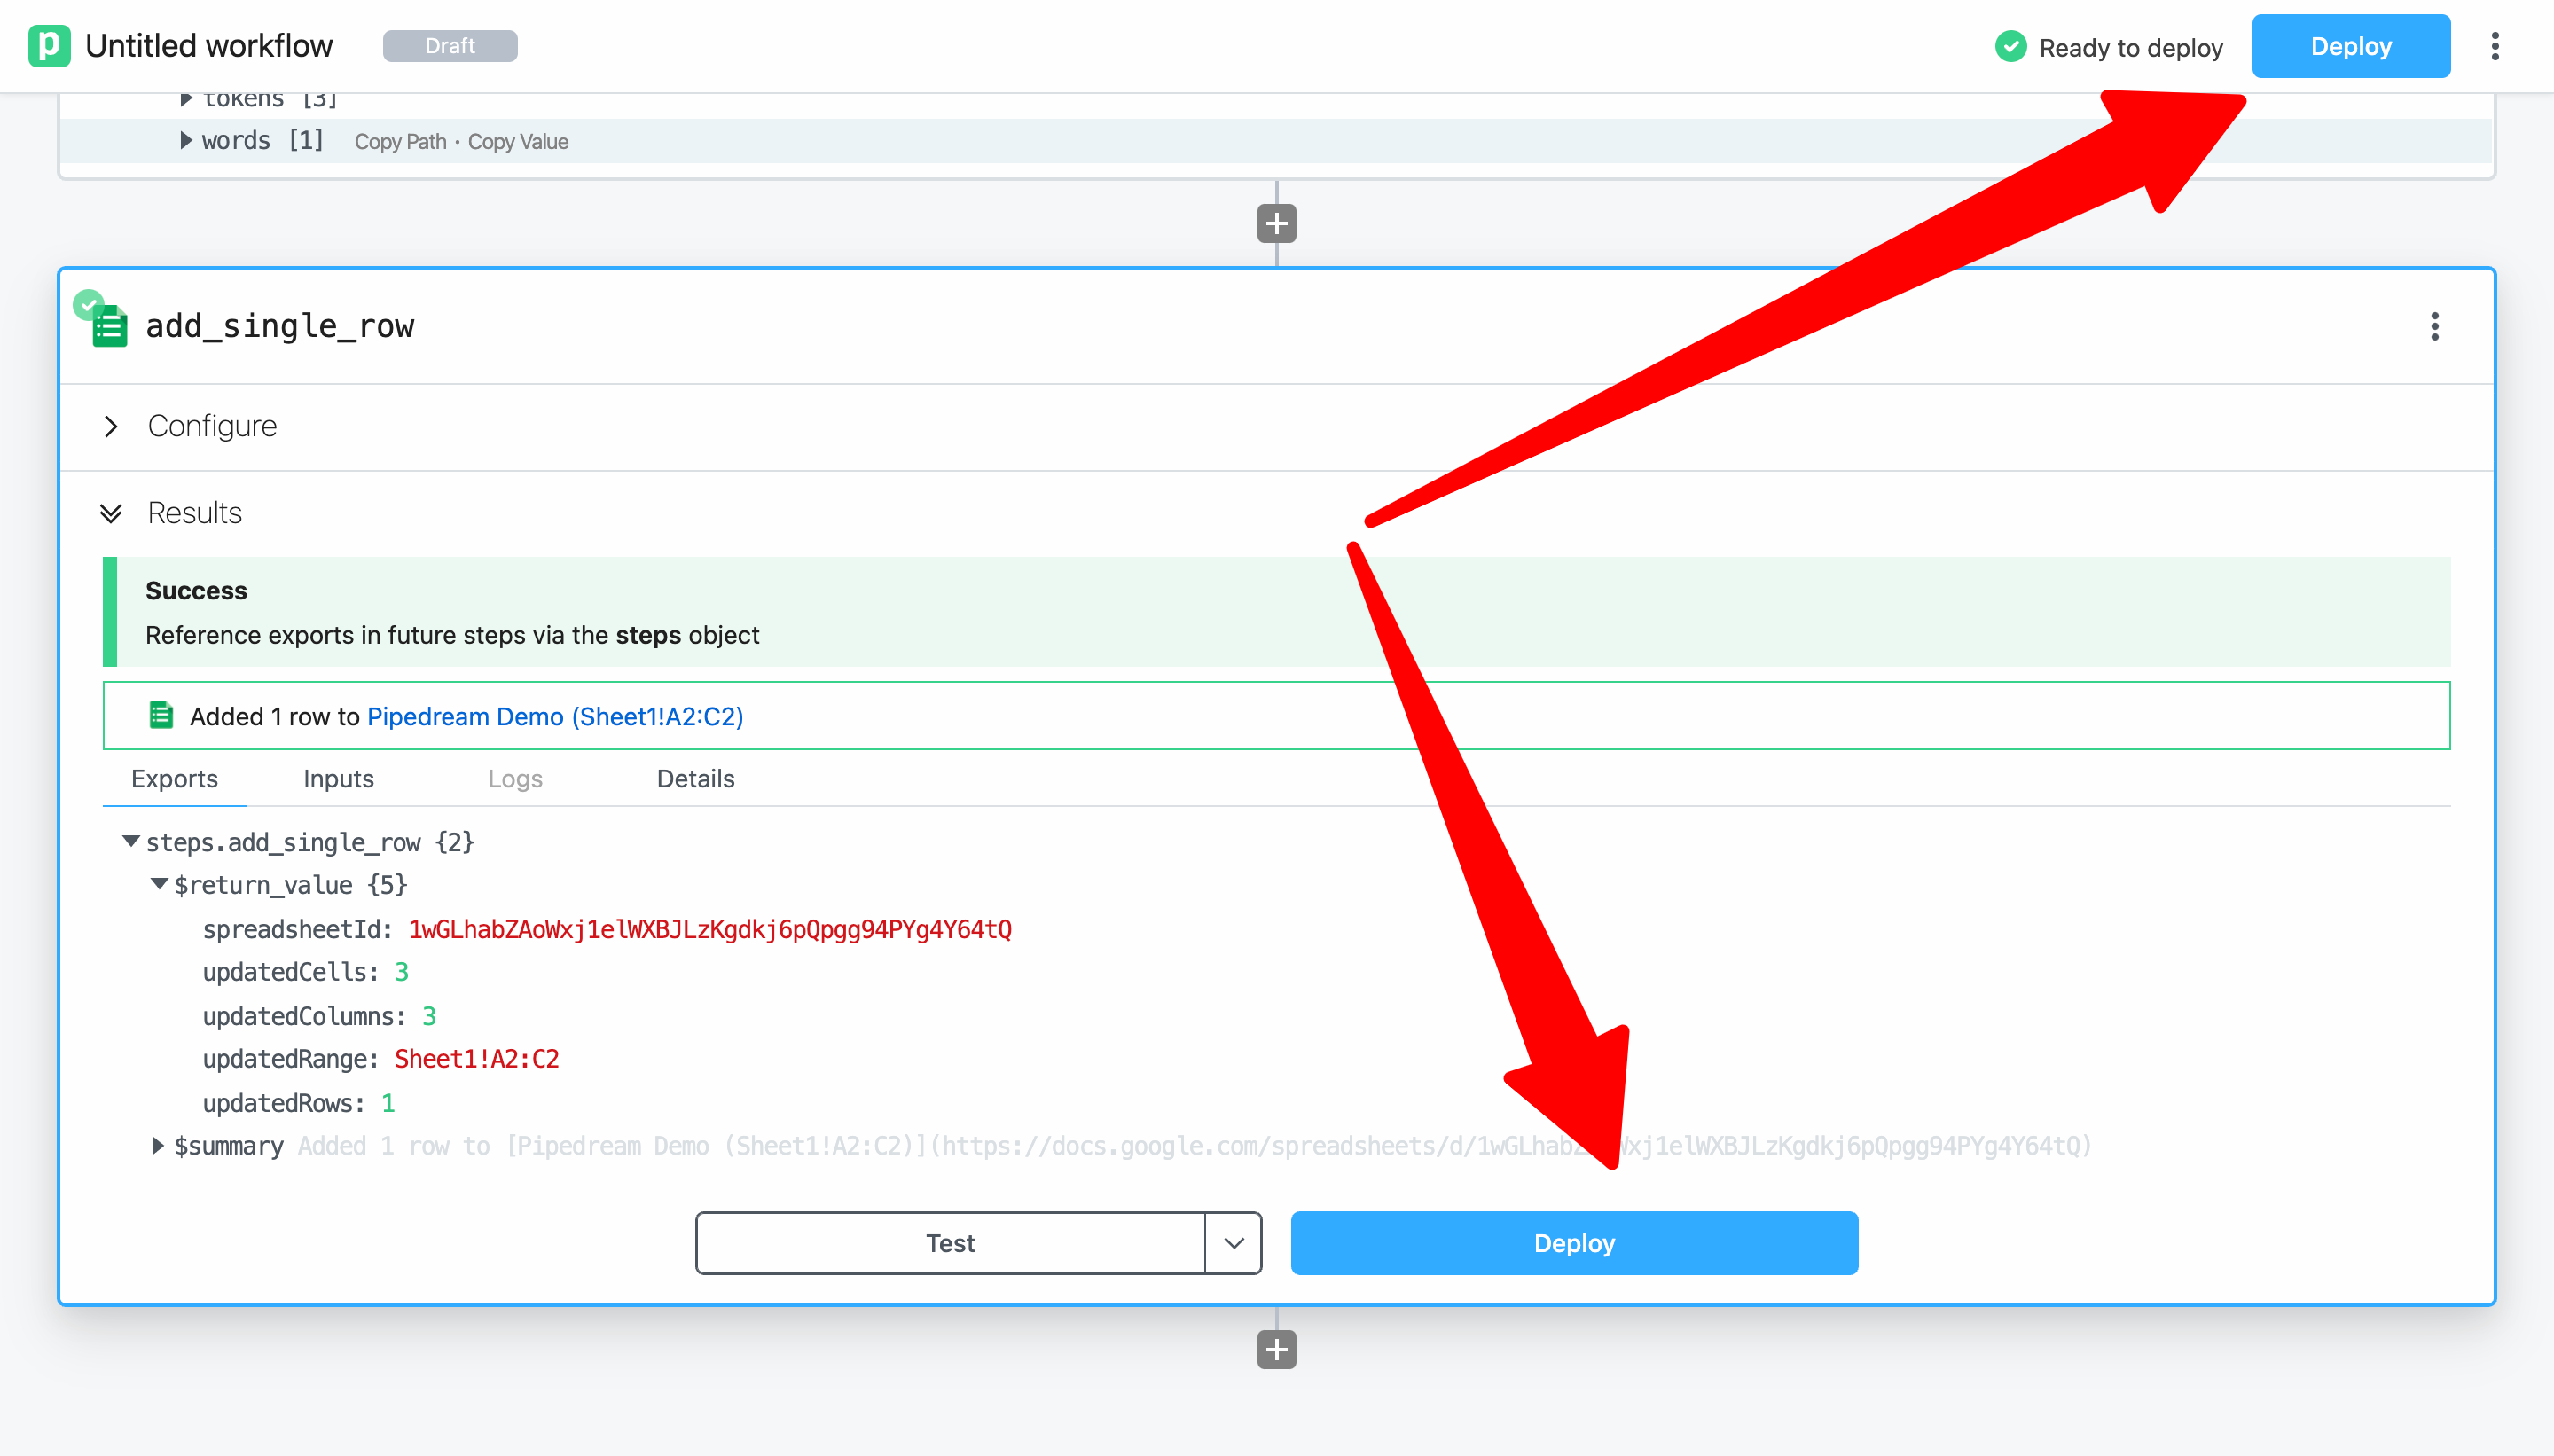 p Untitled workflow Draft Ready to deploy Deploy
tokens [3]
words [1] Copy Path · Copy Value
add_single_row
Configure
Results
Success
Reference exports in future steps via the steps object
Added 1 row to Pipedream Demo (Sheet1!A2:C2)
Exports Inputs Logs Details
steps.add_single_row {2}
$return_value {5}
spreadsheetId: 1wGLhabZAoWxj1elWXBJLzKgdkj6pQpgg94PYg4Y64tQ
updatedCells: 3
updatedColumns: 3
updatedRange: Sheet1!A2:C2
updatedRows: 1
$summary Added 1 row to [Pipedream Demo (Sheet1!A2:C2)](https://docs.google.com/spreadsheets/d/1wGLhabZAoWxj1elWXBJLzKgdkj6pQpgg94PYg4Y64tQ)
Test Deploy